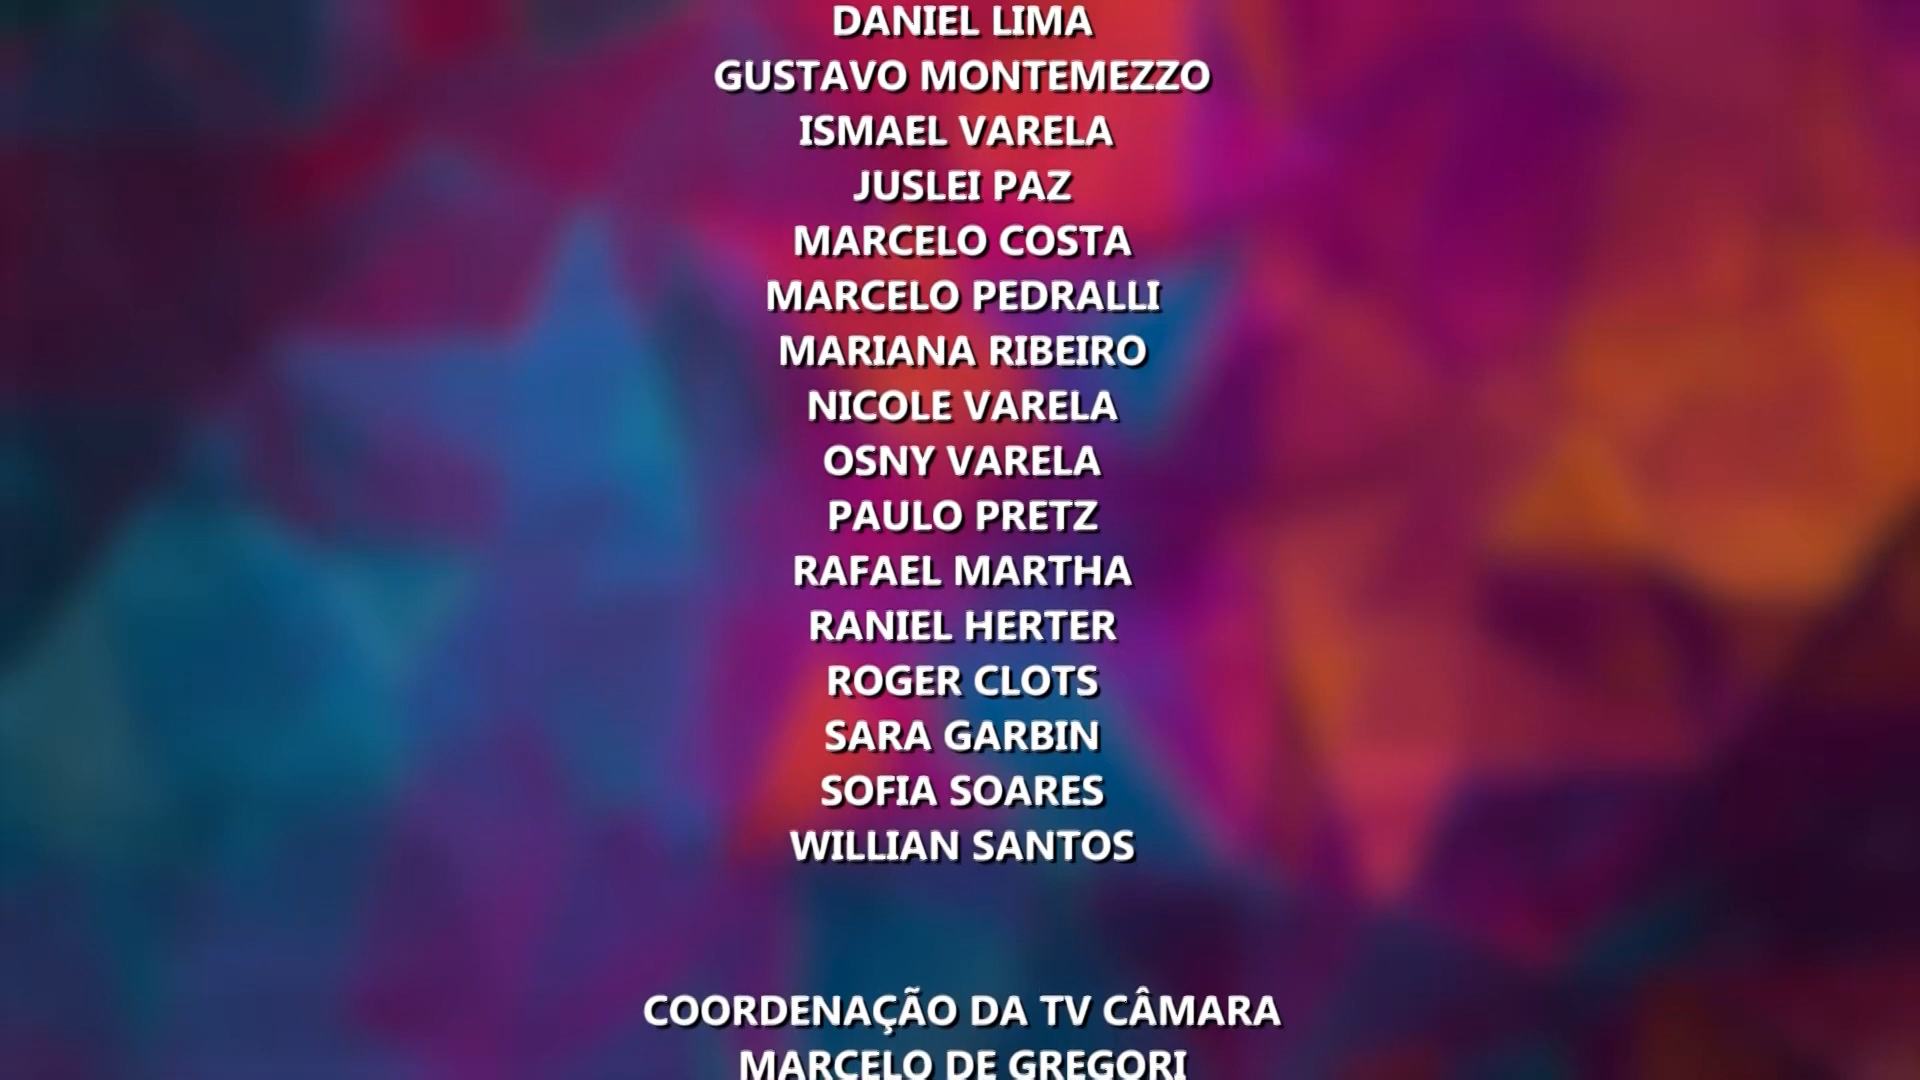 DANIEL LIMA
GUSTAVO MONTEMEZZO
ISMAEL VARELA
JUSLEI PAZ
MARCELO COSTA
MARCELO PEDRALLI
MARIANA RIBEIRO
NICOLE VARELA
OSNY VARELA
PAULO PRETZ
RAFAEL MARTHA
RANIEL HERTER
ROGER CLOTS
SARA GARBIN
SOFIA SOARES
WILLIAN SANTOS
COORDENAÇÃO DA TV CÂMARA
MARCELO DE GREGORI